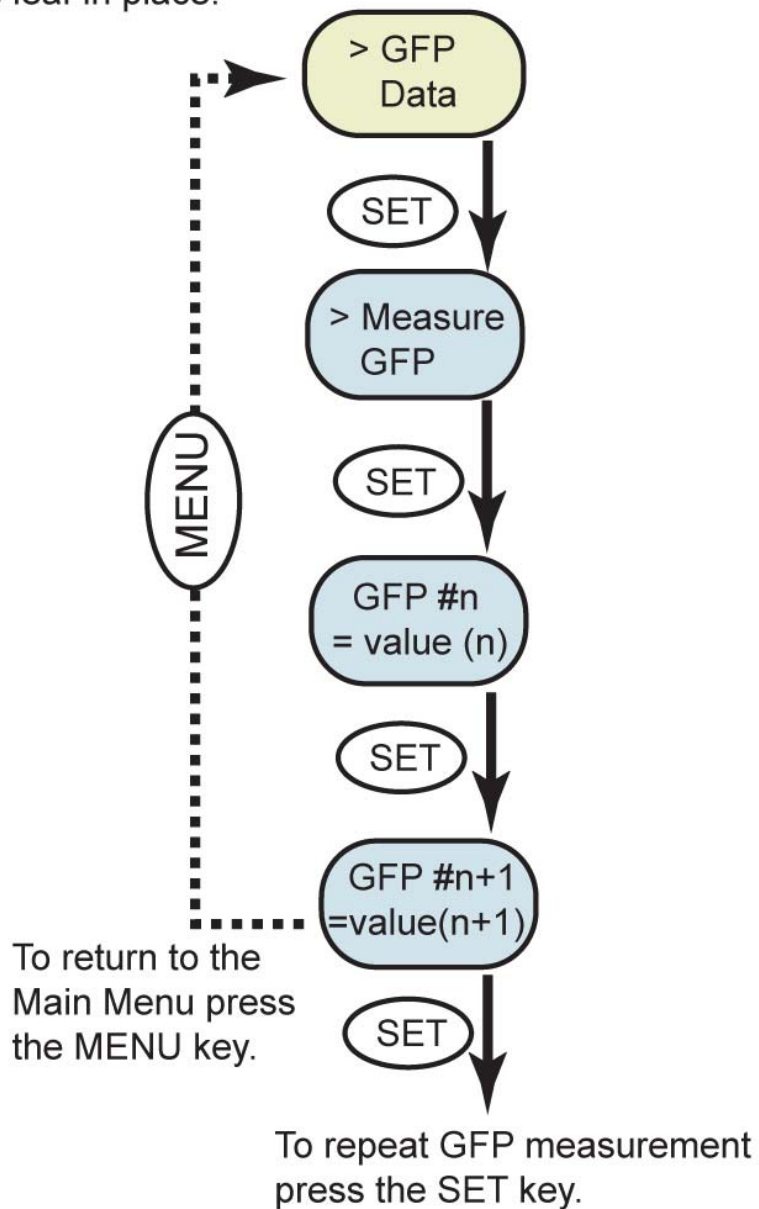 > GFP
Data
SET
> Measure
GFP
SET
MENU
GFP #n
= value (n)
SET
GFP #n+1
=value(n+1)
To return to the
Main Menu press
the MENU key.
SET
To repeat GFP measurement
press the SET key.